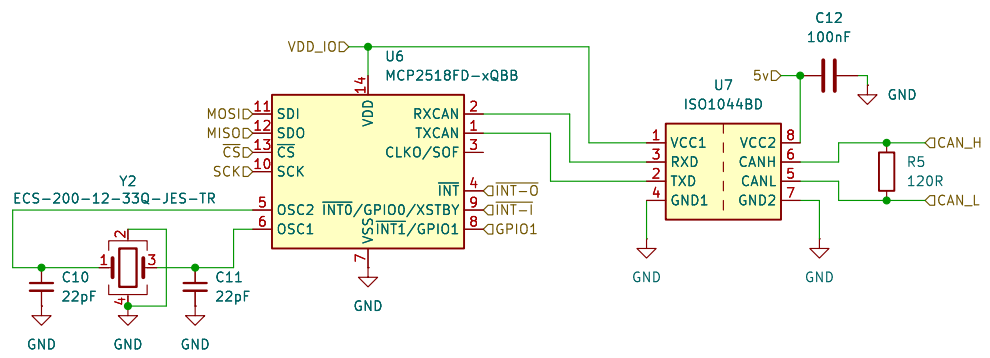 C12
100nF
VDD_IO
U6
MCP2518FD-xQBB
5v
GND
U7
ISO1044BD
14
VDD
MOSI 11 SDI
RXCAN 2
MISO 12 SDO
TXCAN 1
CS 13 CS
CLKO/SOF 3
SCK 10 SCK
INT 4 INT-O
OSC2 5
INT0/GPIO0/XSTBY 9 INT-I
OSC1 6
INT1/GPIO1 8 GPIO1
VSS
7
GND
1 VCC1
VCC2 8
3 RXD
CANH 6
2 TXD
CANL 5
4 GND1
GND2 7
CAN_H
R5
120R
CAN_L
GND
GND
Y2
ECS-200-12-33Q-JES-TR
2
1
3
4
C10
22pF
C11
22pF
GND
GND
GND